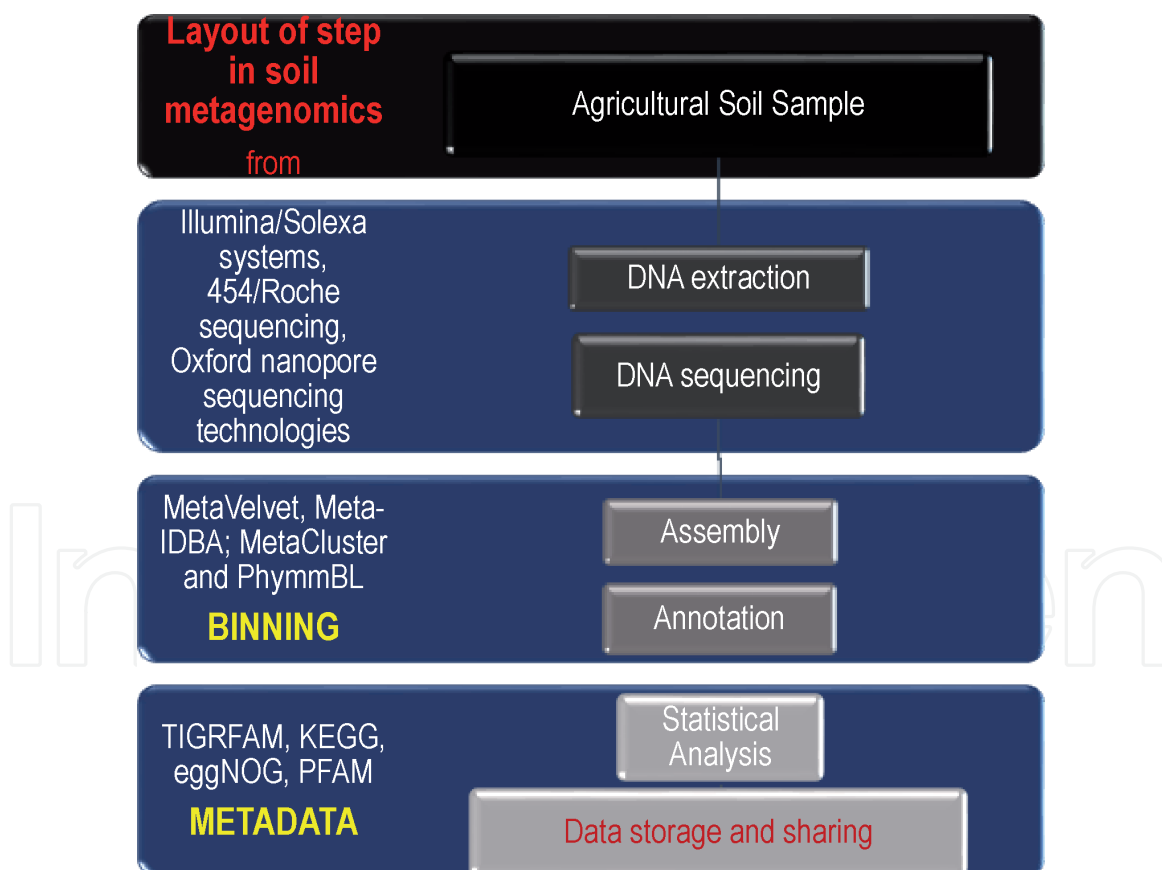 Layout of step
in soil
metagenomics
from
Agricultural Soil Sample
Illumina/Solexa
systems,
454/Roche
sequencing,
Oxford nanopore
sequencing
technologies
DNA extraction
DNA sequencing
MetaVelvet, Meta-
IDBA; MetaCluster
and PhymmBL
BINNING
Assembly
Annotation
TIGRFAM, KEGG,
eggNOG, PFAM
METADATA
Statistical
Analysis
Data storage and sharing